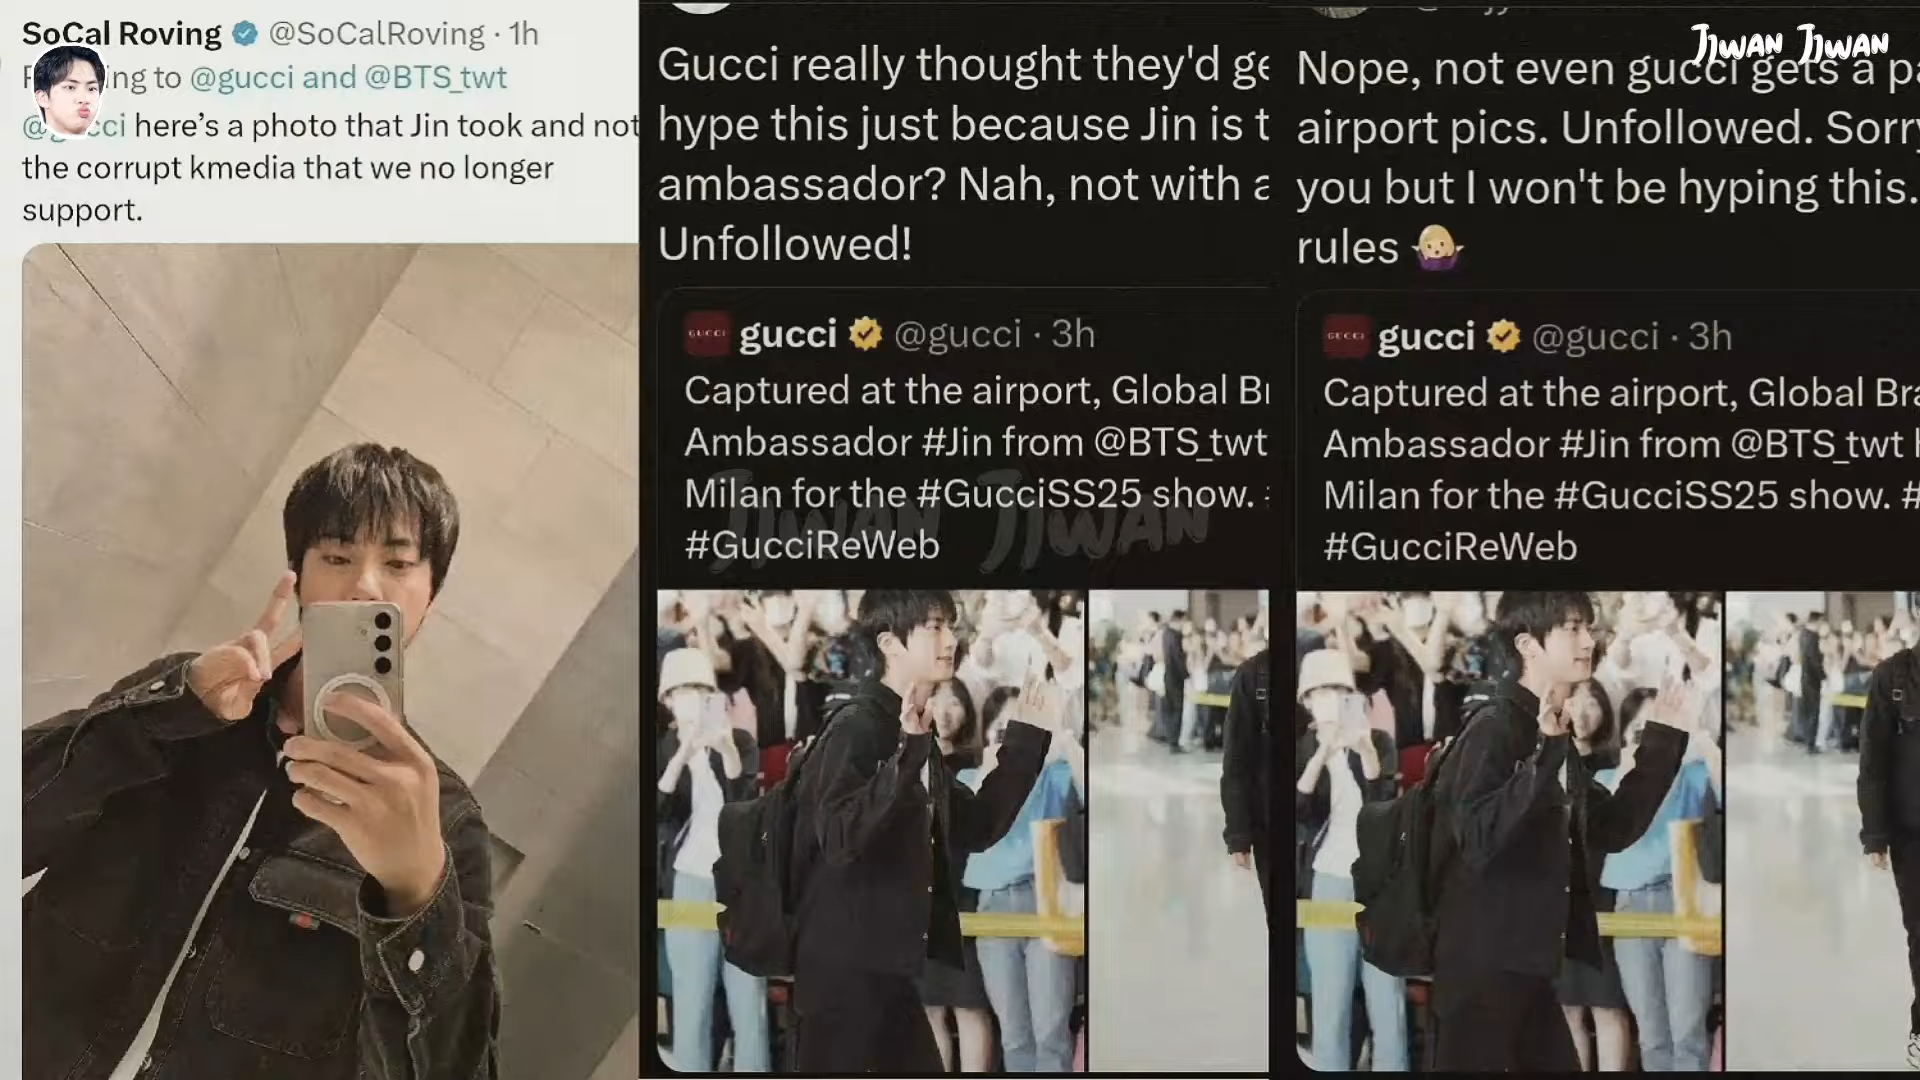 SoCal Roving @SoCalRoving · 1h
ing to @gucci and @BTS_twt
here's a photo that Jin took and not
the corrupt kmedia that we no longer
support.
Gucci really thought they'd
hype this just because Jin is
ambassador? Nah, not with
Unfollowed!
GUCCI gucci @gucci · 3h
Captured at the airport, Global
Ambassador #Jin from @BTS_twt
Milan for the #GucciSS25 show.
#GucciReWeb
JIWAN JIWAN
JIWAN JIWAN
Nope, not even gucci gets a
airport pics. Unfollowed. Sorry
you but I won't be hyping this.
rules 🤷🏼‍♀️
GUCCI gucci @gucci · 3h
Captured at the airport, Global
Ambassador #Jin from @BTS_twt
Milan for the #GucciSS25 show.
#GucciReWeb